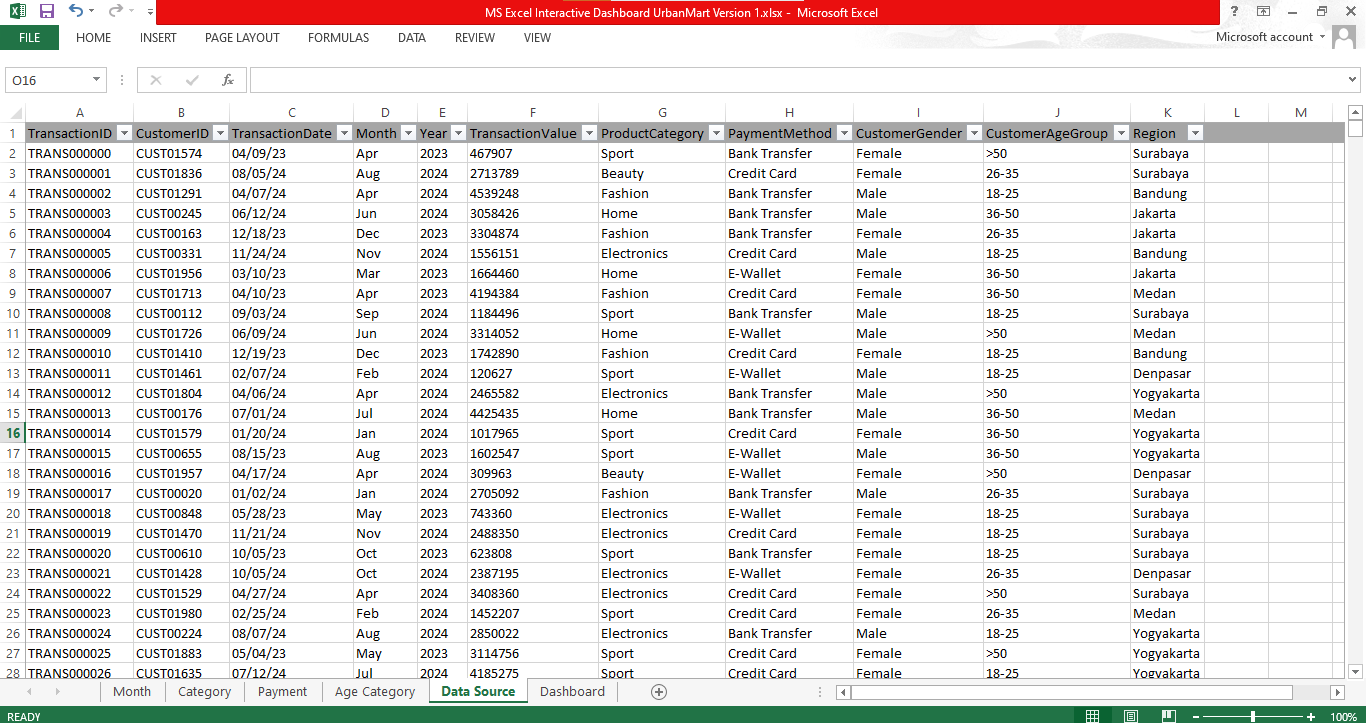 MS Excel Interactive Dashboard UrbanMart Version 1.xlsx - Microsoft Excel
FILE HOME INSERT PAGE LAYOUT FORMULAS DATA REVIEW VIEW Microsoft account
O16 fx
A B C D E F G H I J K L M
1 TransactionID CustomerID TransactionDate Month Year TransactionValue ProductCategory PaymentMethod CustomerGender CustomerAgeGroup Region
2 TRANS000000 CUST01574 04/09/23 Apr 2023 467907 Sport Bank Transfer Female >50 Surabaya
3 TRANS000001 CUST01836 08/05/24 Aug 2024 2713789 Beauty Credit Card Female 26-35 Surabaya
4 TRANS000002 CUST01291 04/07/24 Apr 2024 4539248 Fashion Bank Transfer Male 18-25 Bandung
5 TRANS000003 CUST00245 06/12/24 Jun 2024 3058426 Home Bank Transfer Male 36-50 Jakarta
6 TRANS000004 CUST00163 12/18/23 Dec 2023 3304874 Fashion Bank Transfer Female 26-35 Jakarta
7 TRANS000005 CUST00331 11/24/24 Nov 2024 1556151 Electronics Credit Card Male 18-25 Bandung
8 TRANS000006 CUST01956 03/10/23 Mar 2023 1664460 Home E-Wallet Female 36-50 Jakarta
9 TRANS000007 CUST01713 04/10/23 Apr 2023 4194384 Fashion Credit Card Female 36-50 Medan
10 TRANS000008 CUST00112 09/03/24 Sep 2024 1184496 Sport Bank Transfer Male 18-25 Surabaya
11 TRANS000009 CUST01726 06/09/24 Jun 2024 3314052 Home E-Wallet Male >50 Medan
12 TRANS000010 CUST01410 12/19/23 Dec 2023 1742890 Fashion Credit Card Female 18-25 Bandung
13 TRANS000011 CUST01461 02/07/24 Feb 2024 120627 Sport E-Wallet Male 18-25 Denpasar
14 TRANS000012 CUST01804 04/06/24 Apr 2024 2465582 Electronics Bank Transfer Male >50 Yogyakarta
15 TRANS000013 CUST00176 07/01/24 Jul 2024 4425435 Home Bank Transfer Male 36-50 Medan
16 TRANS000014 CUST01579 01/20/24 Jan 2024 1017965 Sport Credit Card Female 36-50 Yogyakarta
17 TRANS000015 CUST00655 08/15/23 Aug 2023 1602547 Sport E-Wallet Male 36-50 Yogyakarta
18 TRANS000016 CUST01957 04/17/24 Apr 2024 309963 Beauty E-Wallet Female >50 Denpasar
19 TRANS000017 CUST00020 01/02/24 Jan 2024 2705092 Fashion Bank Transfer Male 26-35 Surabaya
20 TRANS000018 CUST00848 05/28/23 May 2023 743360 Electronics E-Wallet Female 18-25 Surabaya
21 TRANS000019 CUST01470 11/21/24 Nov 2024 2488350 Electronics Credit Card Female 18-25 Surabaya
22 TRANS000020 CUST00610 10/05/23 Oct 2023 623808 Sport Bank Transfer Female 18-25 Surabaya
23 TRANS000021 CUST01428 10/05/24 Oct 2024 2387195 Electronics E-Wallet Female 26-35 Denpasar
24 TRANS000022 CUST01529 04/27/24 Apr 2024 3408360 Electronics Credit Card Female >50 Surabaya
25 TRANS000023 CUST01980 02/25/24 Feb 2024 1452207 Sport Credit Card Female 26-35 Medan
26 TRANS000024 CUST00224 08/07/24 Aug 2024 2850022 Electronics Bank Transfer Male 18-25 Yogyakarta
27 TRANS000025 CUST01883 05/04/23 May 2023 3114756 Sport Credit Card Female >50 Yogyakarta
28 TRANS000026 CUST01635 07/12/24 Jul 2024 4185275 Sport Credit Card Female 18-25 Yogyakarta
Month Category Payment Age Category Data Source Dashboard
READY 100%